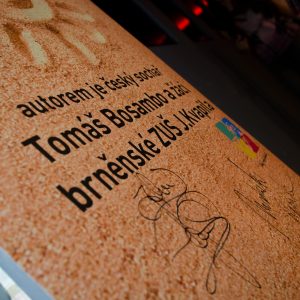 autorem je český sochař
Tomáš Bosambo a žáci
brněnské ZUŠ J.Kvapila